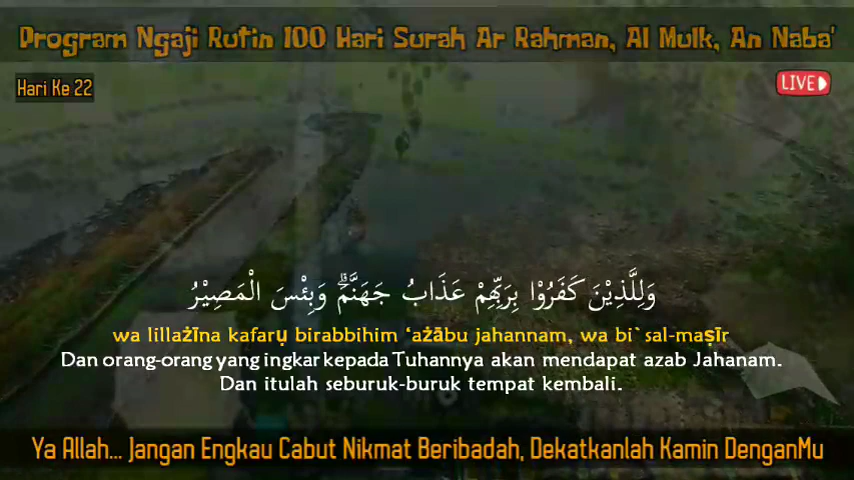 Program Ngaji Rutin 100 Hari Surah Ar Rahman, Al Mulk, An Naba'
Hari Ke 22
LIVE
وَلِلَّذِيْنَ كَفَرُوْا بِرَبِّهِمْ عَذَابُ جَهَنَّمَۗ وَبِئْسَ الْمَصِيْرُ
wa lillażīna kafarụ birabbihim ‘ażābu jahannam, wa bi`sal-maṣīr
Dan orang-orang yang ingkar kepada Tuhannya akan mendapat azab Jahanam.
Dan itulah seburuk-buruk tempat kembali.
Ya Allah... Jangan Engkau Cabut Nikmat Beribadah, Dekatkanlah Kamin DenganMu